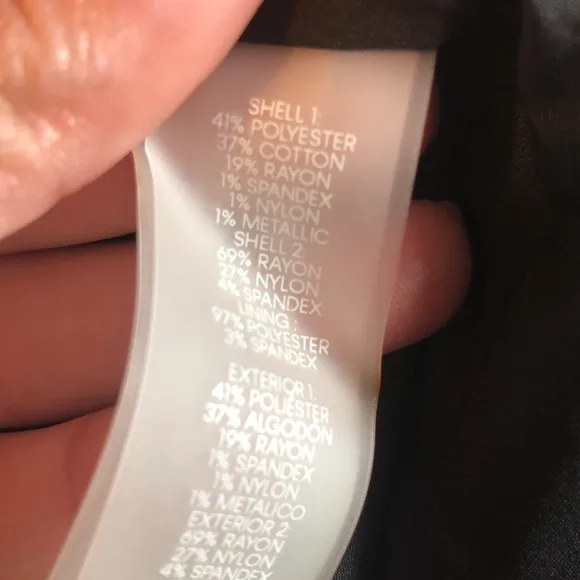 SHELL 1:
41% POLYESTER
37% COTTON
19% RAYON
1% SPANDEX
1% NYLON
1% METALLIC
SHELL 2:
69% RAYON
27% NYLON
4% SPANDEX
LINING :
97% POLYESTER
3% SPANDEX
EXTERIOR 1:
41% POLIÉSTER
37% ALGODÓN
19% RAYON
1% SPANDEX
1% NYLON
1% METALICO
EXTERIOR 2:
69% RAYON
27% NYLON
4% SPANDEX